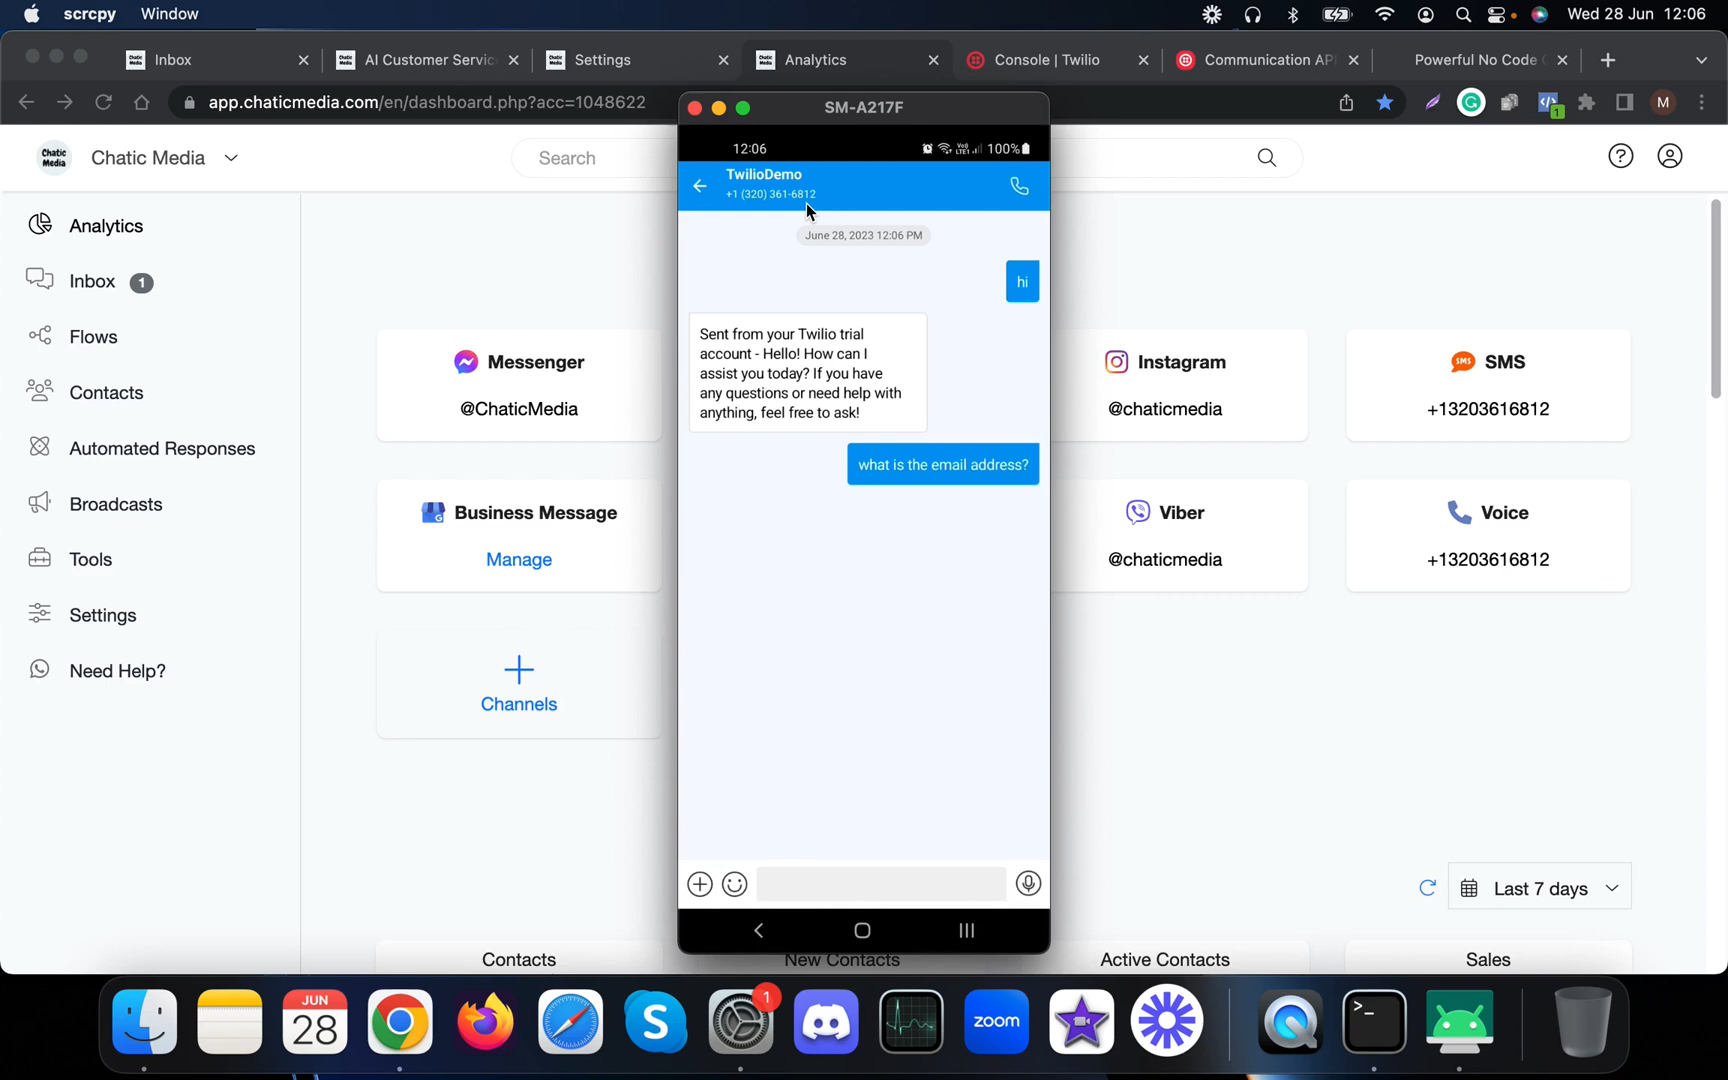 scrcpy Window Wed 28 Jun 12:06
Inbox AI Customer Servic Settings Analytics Console | Twilio Communication AP Powerful No Code
app.chaticmedia.com/en/dashboard.php?acc=1048622
1
M
SM-A217F
Chatic Media
Chatic Media
Search
12:06
100%
TwilioDemo
+1 (320) 361-6812
June 28, 2023 12:06 PM
hi
Sent from your Twilio trial
account - Hello! How can I
assist you today? If you have
any questions or need help with
anything, feel free to ask!
what is the email address?
Analytics
Inbox 1
Flows
Contacts
Automated Responses
Broadcasts
Tools
Settings
Need Help?
Messenger
@ChaticMedia
Instagram
@chaticmedia
SMS
+13203616812
Business Message
Manage
Viber
@chaticmedia
Voice
+13203616812
Channels
Last 7 days
Contacts
New Contacts
Active Contacts
Sales
JUN
28
1
zoom